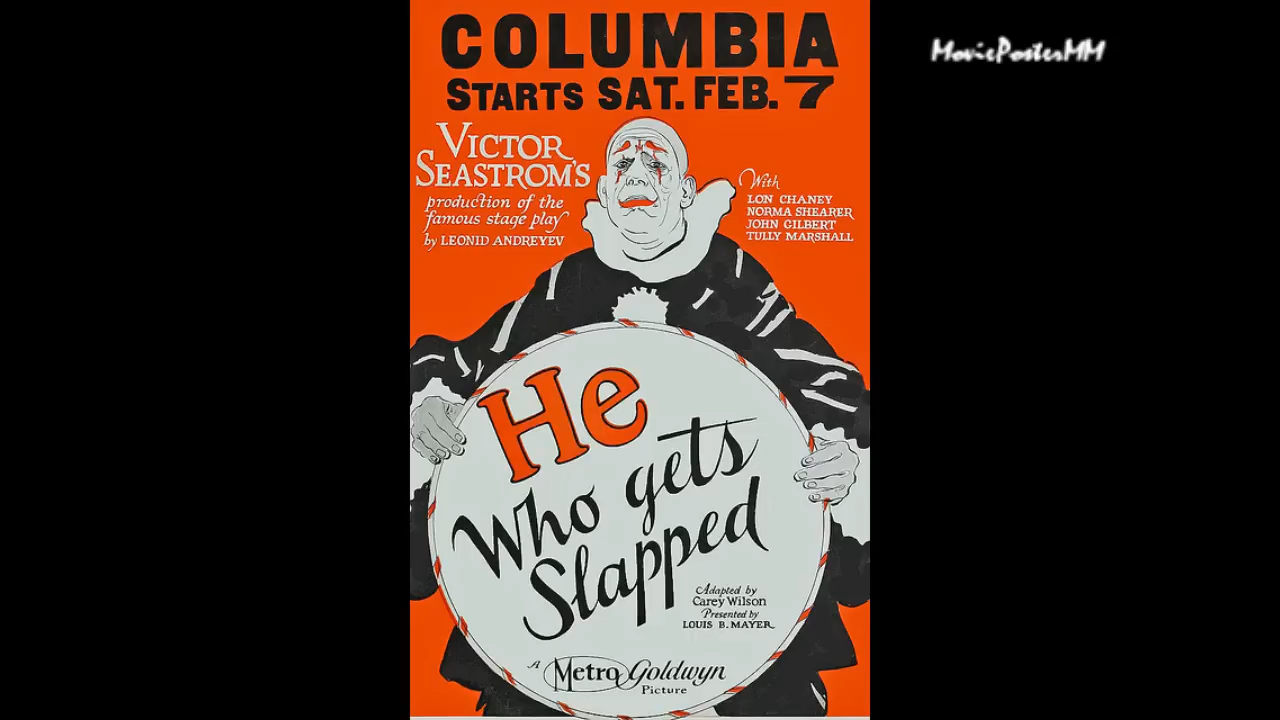 MoviePosterMM
COLUMBIA
STARTS SAT. FEB. 7
VICTOR
SEASTROM'S
production of the
famous stage play
by LEONID ANDREYEV
With
LON CHANEY
NORMA SHEARER
JOHN GILBERT
TULLY MARSHALL
He
Who gets
Slapped
Adapted by
Carey Wilson
Presented by
LOUIS B. MAYER
A Metro Goldwyn
Picture